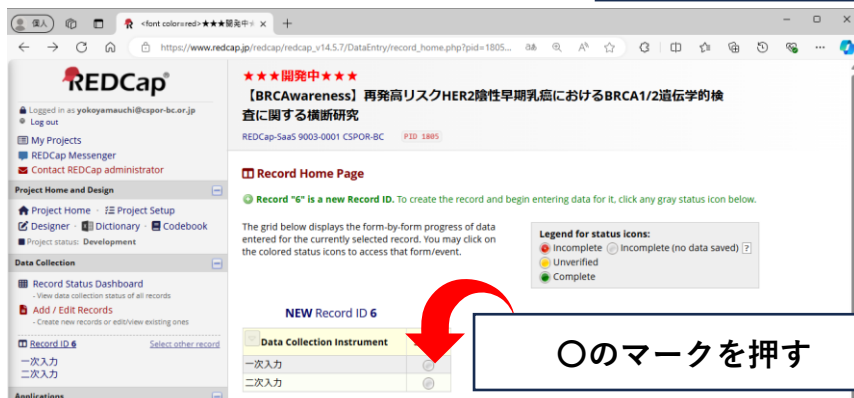 個人
<font color=red>★★★開発中★
https://www.redcap.jp/redcap/redcap_v14.5.7/DataEntry/record_home.php?pid=1805...
REDCap
Logged in as yokoyamauchi@cspor-bc.or.jp
Log out
My Projects
REDCap Messenger
Contact REDCap administrator
Project Home and Design
Project Home · Project Setup
Designer · Dictionary · Codebook
Project status: Development
Data Collection
Record Status Dashboard
- View data collection status of all records
Add / Edit Records
- Create new records or edit/view existing ones
Record ID 6 Select other record
一次入力
二次入力
Applications
★★★開発中★★★
【BRCAwareness】再発高リスクHER2陰性早期乳癌におけるBRCA1/2遺伝学的検
査に関する横断研究
REDCap-SaaS 9003-0001 CSPOR-BC PID 1805
Record Home Page
Record "6" is a new Record ID. To create the record and begin entering data for it, click any gray status icon below.
The grid below displays the form-by-form progress of data
entered for the currently selected record. You may click on
the colored status icons to access that form/event.
Legend for status icons:
Incomplete Incomplete (no data saved) ?
Unverified
Complete
NEW Record ID 6
Data Collection Instrument
一次入力
二次入力
〇のマークを押す